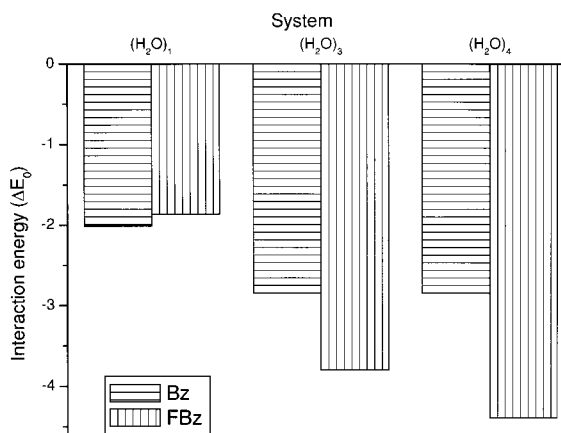 System
(H₂O)₁ (H₂O)₃ (H₂O)₄
0
-1
-2
-3
-4
Interaction energy (ΔE₀)
Bz
FBz